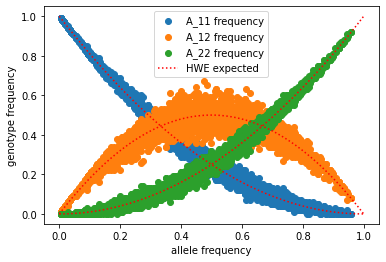 A_11 frequency
A_12 frequency
A_22 frequency
HWE expected
genotype frequency
1.0
0.8
0.6
0.4
0.2
0.0
0.0 0.2 0.4 0.6 0.8 1.0
allele frequency